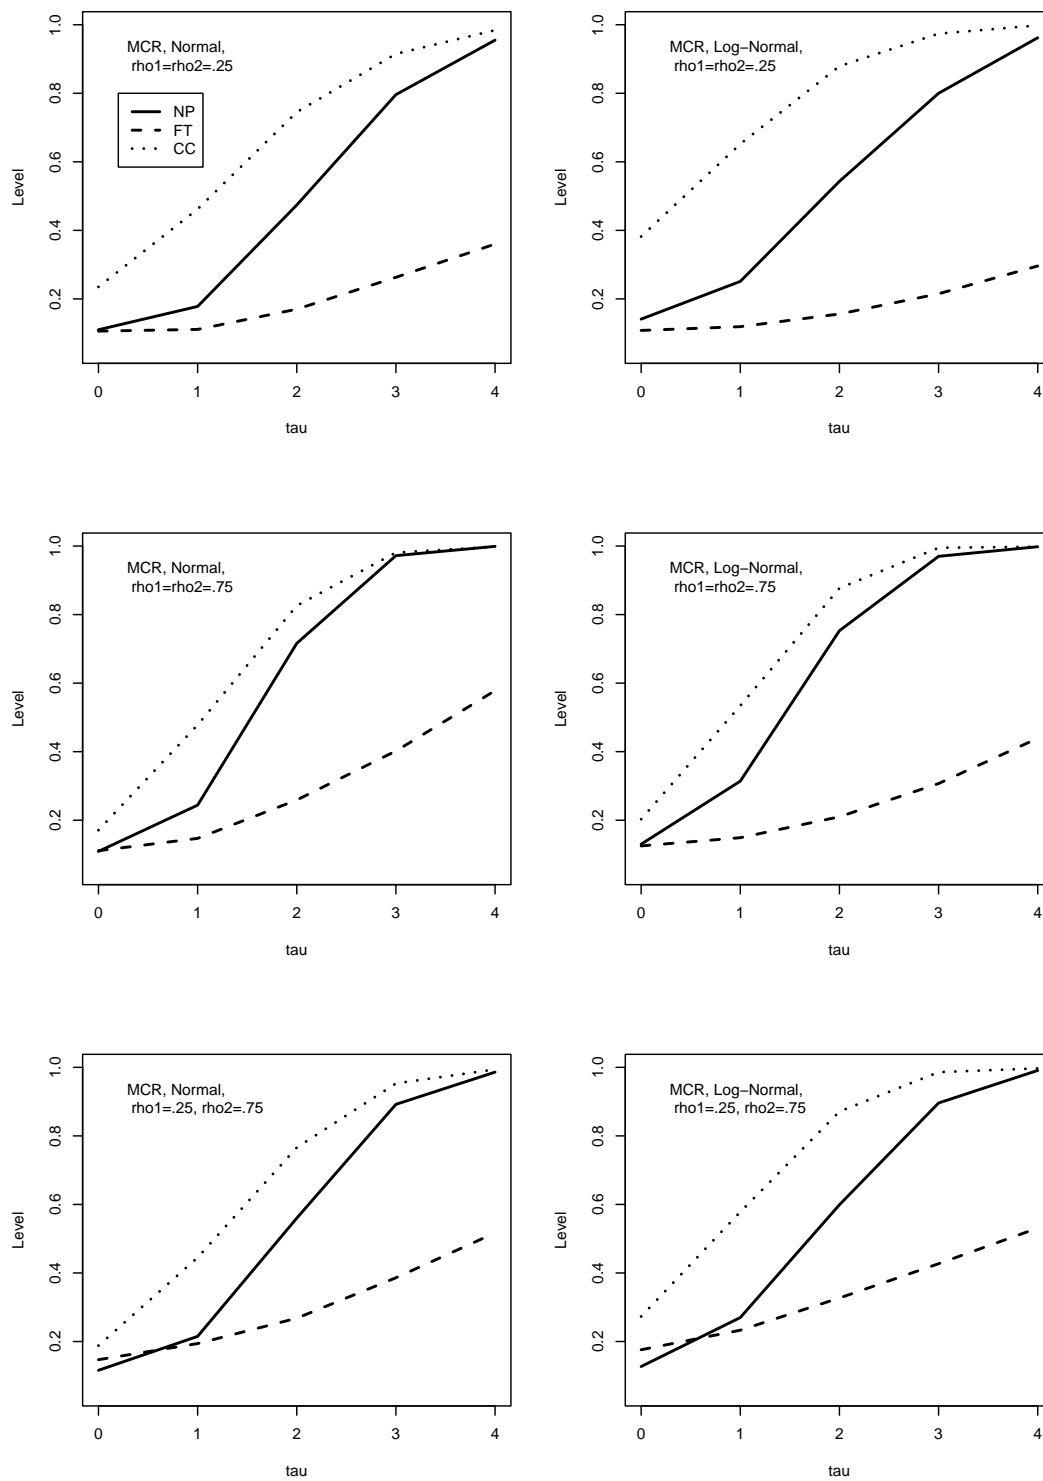 MCR, Normal,
rho1=rho2=.25
NP
FT
CC
Level
1.0
0.8
0.6
0.4
0.2
0 1 2 3 4
tau
MCR, Log−Normal,
rho1=rho2=.25
Level
1.0
0.8
0.6
0.4
0.2
0 1 2 3 4
tau
MCR, Normal,
rho1=rho2=.75
Level
1.0
0.8
0.6
0.4
0.2
0 1 2 3 4
tau
MCR, Log−Normal,
rho1=rho2=.75
Level
1.0
0.8
0.6
0.4
0.2
0 1 2 3 4
tau
MCR, Normal,
rho1=.25, rho2=.75
Level
1.0
0.8
0.6
0.4
0.2
0 1 2 3 4
tau
MCR, Log−Normal,
rho1=.25, rho2=.75
Level
1.0
0.8
0.6
0.4
0.2
0 1 2 3 4
tau